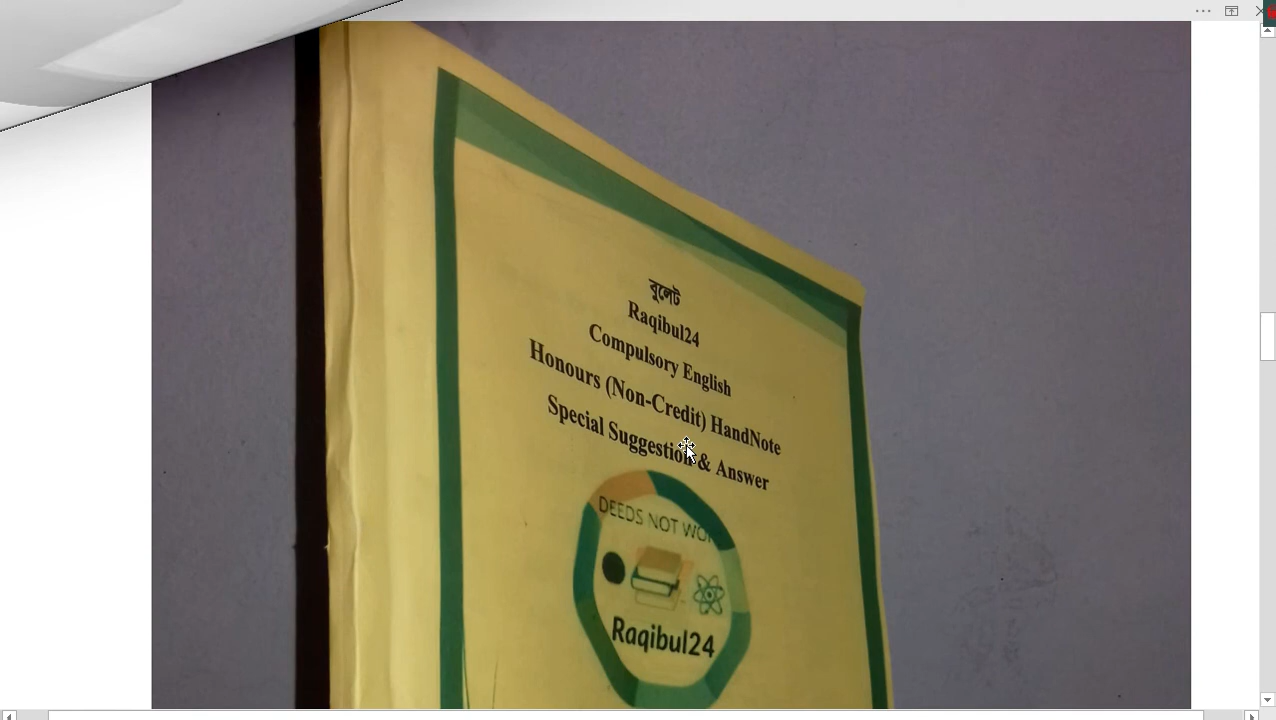 বুলেট
Raqibul24
Compulsory English
Honours (Non-Credit) HandNote
Special Suggestion & Answer
DEEDS NOT
Raqibul24